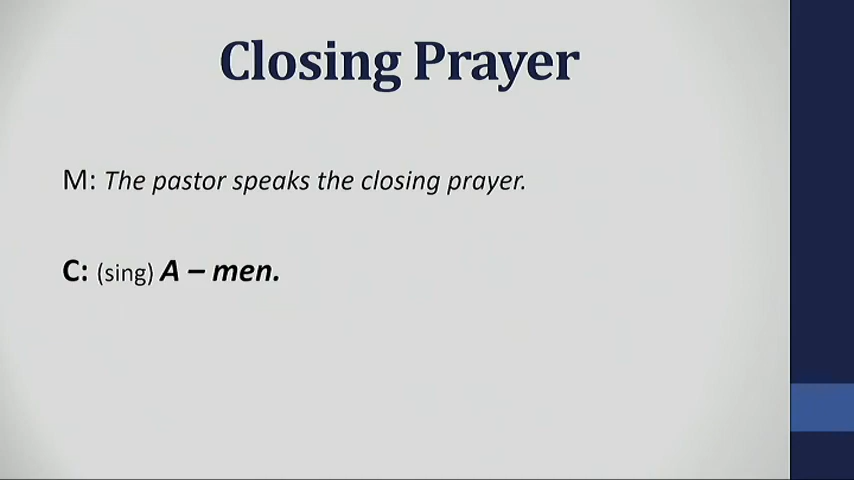 Closing Prayer
M: The pastor speaks the closing prayer.
C: (sing) A – men.